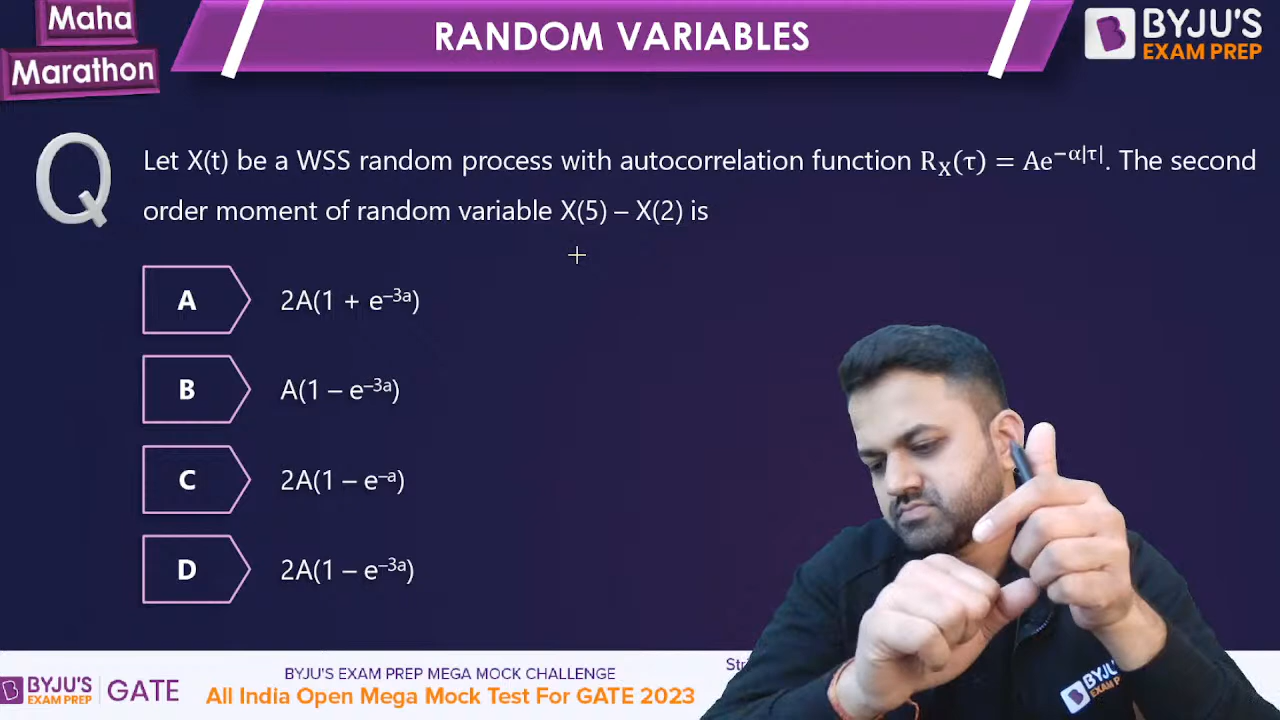 Maha
Marathon
RANDOM VARIABLES
BYJU'S
EXAM PREP
Q
Let X(t) be a WSS random process with autocorrelation function R_X(τ) = Ae^{−α|τ|}. The second
order moment of random variable X(5) – X(2) is
A 2A(1 + e^{–3a})
B A(1 – e^{–3a})
C 2A(1 – e^{–a})
D 2A(1 – e^{–3a})
BYJU'S
EXAM PREP
GATE
BYJU'S EXAM PREP MEGA MOCK CHALLENGE
All India Open Mega Mock Test For GATE 2023
BYJU'S